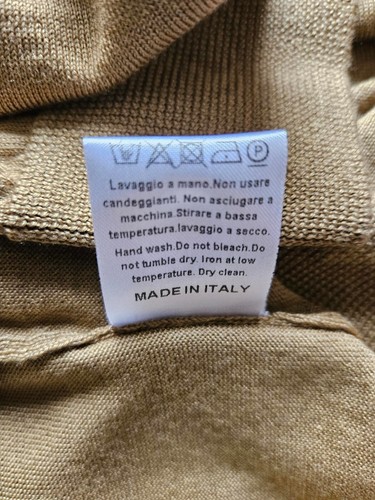 P
Lavaggio a mano.Non usare
candeggianti. Non asciugare a
macchina.Stirare a bassa
temperatura.lavaggio a secco.
Hand wash.Do not bleach.Do
not tumble dry. Iron at low
temperature. Dry clean.
MADE IN ITALY